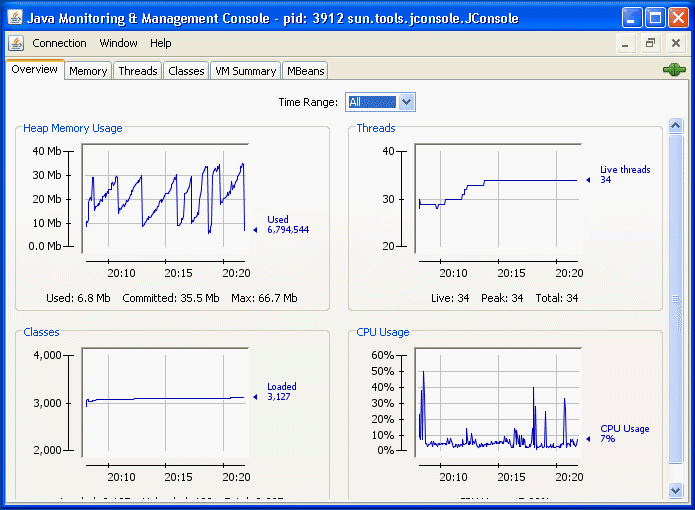 Java Monitoring & Management Console - pid: 3912 sun.tools.jconsole.JConsole
Connection Window Help
Overview Memory Threads Classes VM Summary MBeans
Time Range: All
Heap Memory Usage
40 Mb
30 Mb
20 Mb
10 Mb
0.0 Mb
Used
6,794,544
20:10 20:15 20:20
Used: 6.8 Mb Committed: 35.5 Mb Max: 66.7 Mb
Threads
40
30
20
Live threads
34
20:10 20:15 20:20
Live: 34 Peak: 34 Total: 34
Classes
4,000
3,000
2,000
Loaded
3,127
20:10 20:15 20:20
CPU Usage
60%
50%
40%
30%
20%
10%
0%
CPU Usage
7%
20:10 20:15 20:20